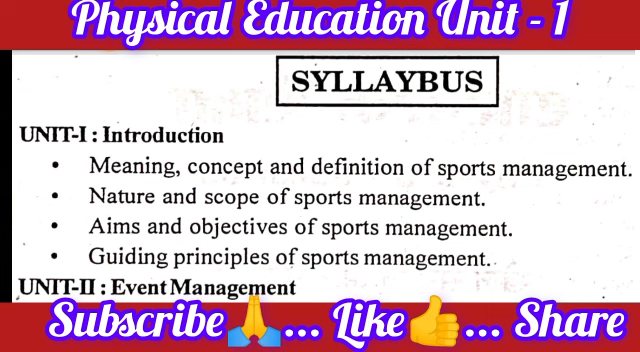 Physical Education Unit - 1
SYLLAYBUS
UNIT-I : Introduction
• Meaning, concept and definition of sports management.
• Nature and scope of sports management.
• Aims and objectives of sports management.
• Guiding principles of sports management.
UNIT-II : Event Management
Subscribe🙏... Like👍... Share